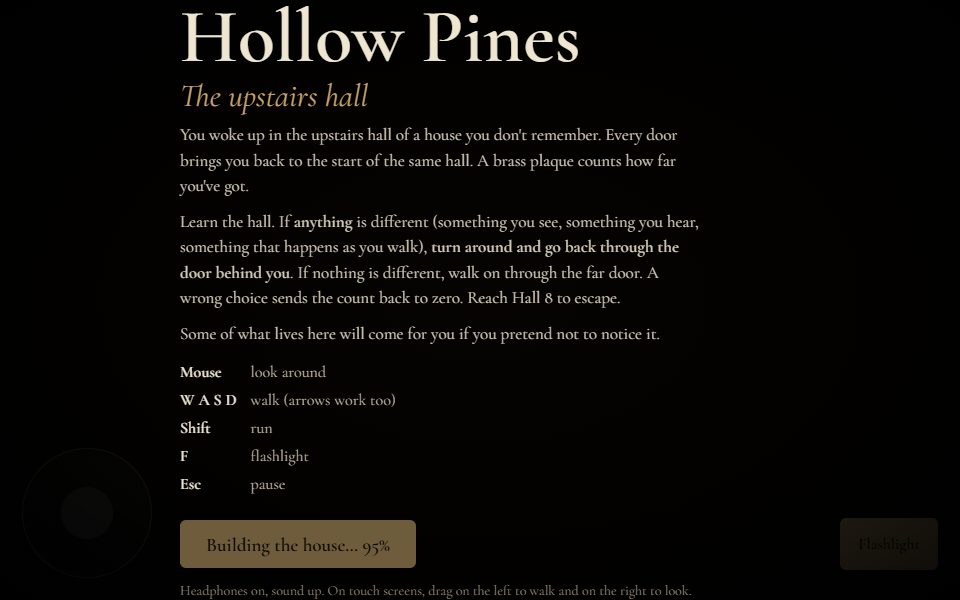 Hollow Pines
The upstairs hall
You woke up in the upstairs hall of a house you don't remember. Every door
brings you back to the start of the same hall. A brass plaque counts how far
you've got.
Learn the hall. If anything is different (something you see, something you hear,
something that happens as you walk), turn around and go back through the
door behind you. If nothing is different, walk on through the far door. A
wrong choice sends the count back to zero. Reach Hall 8 to escape.
Some of what lives here will come for you if you pretend not to notice it.
Mouse look around
W A S D walk (arrows work too)
Shift run
F flashlight
Esc pause
Building the house... 95%
Flashlight
Headphones on, sound up. On touch screens, drag on the left to walk and on the right to look.